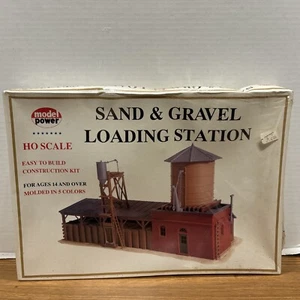 model
power
SAND & GRAVEL
LOADING STATION
HO SCALE
EASY TO BUILD
CONSTRUCTION KIT
FOR AGES 14 AND OVER
MOLDED IN 5 COLORS